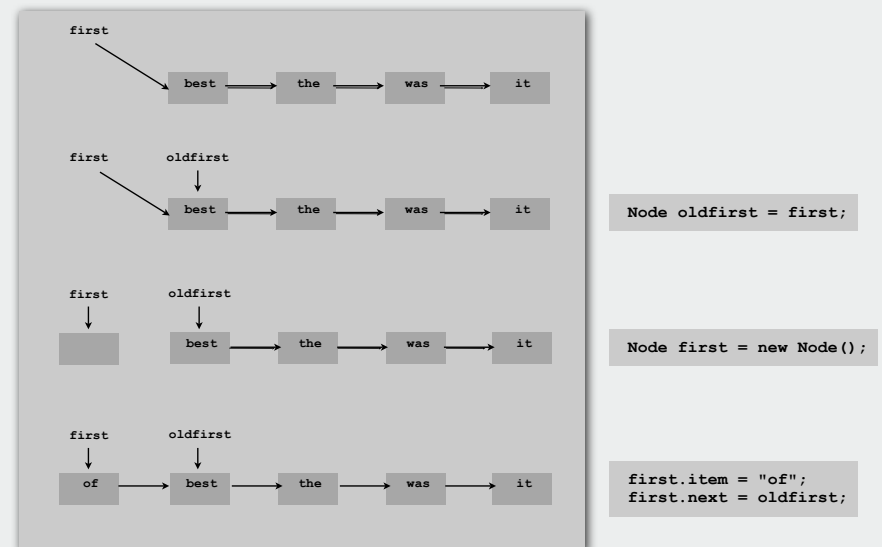 first
best the was it
first oldfirst
best the was it
Node oldfirst = first;
first oldfirst
best the was it
Node first = new Node();
first oldfirst
of best the was it
first.item = "of";
first.next = oldfirst;